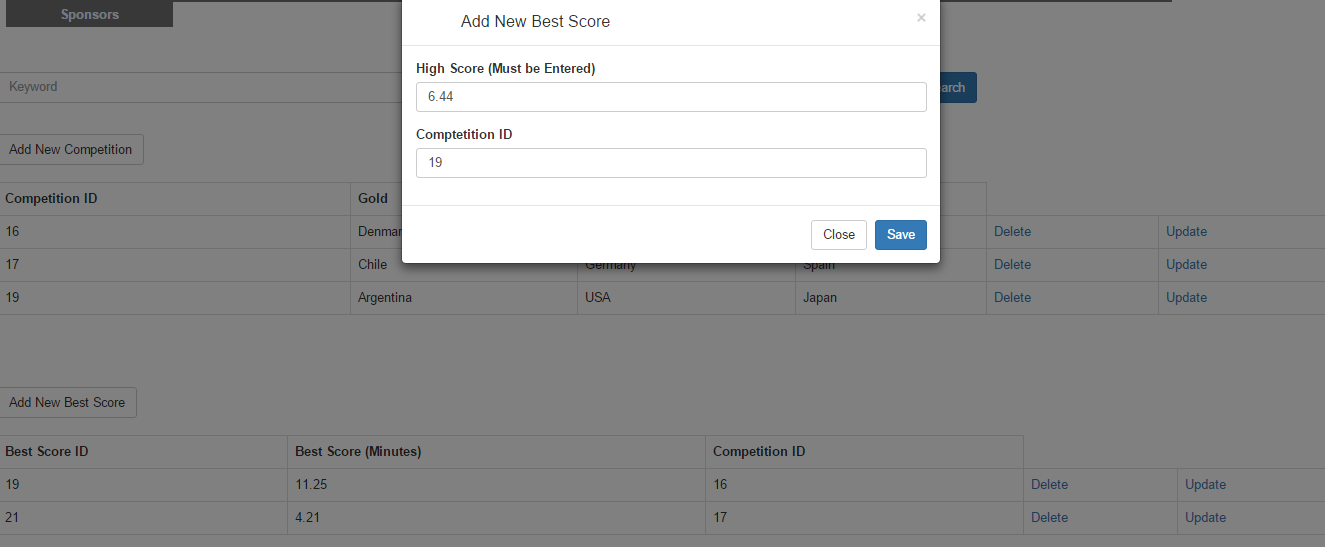 Sponsors
Add New Best Score ×
High Score (Must be Entered)
Keyword 6.44 arch
Comptetition ID
Add New Competition 19
Competition ID Gold
16 Denmar Close Save Delete Update
17 Chile Germany Spain Delete Update
19 Argentina USA Japan Delete Update
Add New Best Score
Best Score ID Best Score (Minutes) Competition ID
19 11.25 16 Delete Update
21 4.21 17 Delete Update